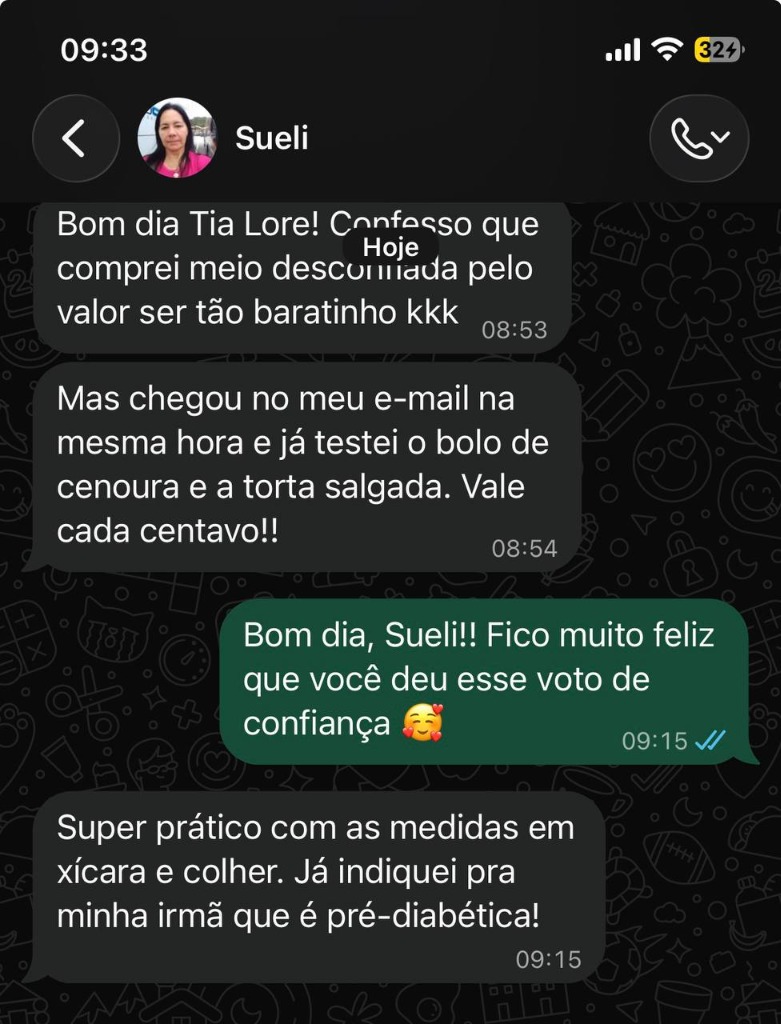 09:33
32
Sueli
Bom dia Tia Lore! Confesso que
Hoje
comprei meio desconfiada pelo
valor ser tão baratinho kkk
08:53
Mas chegou no meu e-mail na
mesma hora e já testei o bolo de
cenoura e a torta salgada. Vale
cada centavo!!
08:54
Bom dia, Sueli!! Fico muito feliz
que você deu esse voto de
confiança 🥰
09:15
Super prático com as medidas em
xícara e colher. Já indiquei pra
minha irmã que é pré-diabética!
09:15